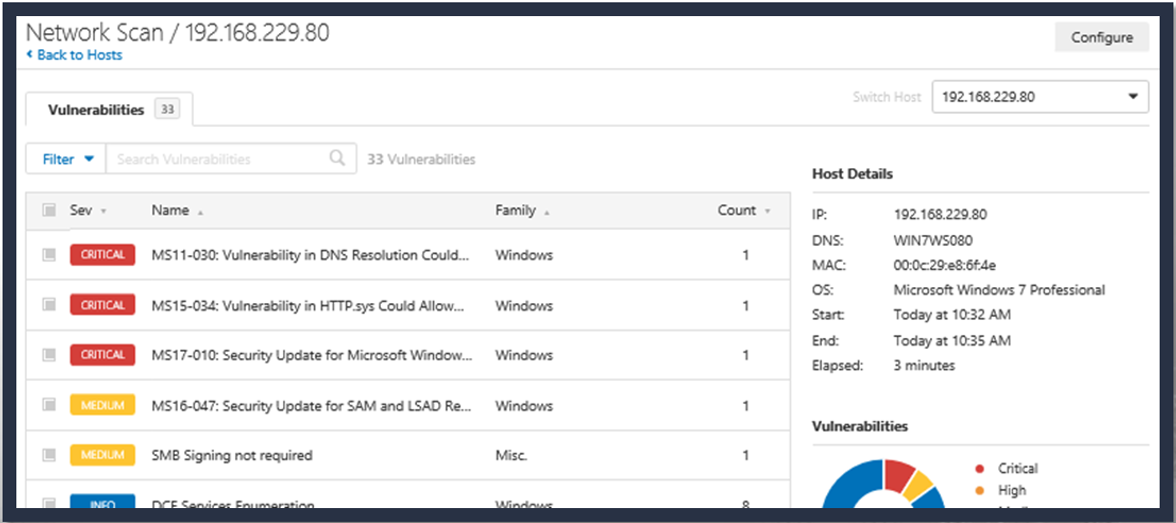 Network Scan / 192.168.229.80
Back to Hosts
Configure
Switch Host 192.168.229.80
Vulnerabilities 33
Filter Search Vulnerabilities 33 Vulnerabilities
Sev Name Family Count
CRITICAL MS11-030: Vulnerability in DNS Resolution Could... Windows 1
CRITICAL MS15-034: Vulnerability in HTTP.sys Could Allow... Windows 1
CRITICAL MS17-010: Security Update for Microsoft Window... Windows 1
MEDIUM MS16-047: Security Update for SAM and LSAD Re... Windows 1
MEDIUM SMB Signing not required Misc. 1
INFO DCE Services Enumeration Windows 8
Host Details
IP: 192.168.229.80
DNS: WIN7WS080
MAC: 00:0c:29:e8:6f:4e
OS: Microsoft Windows 7 Professional
Start: Today at 10:32 AM
End: Today at 10:35 AM
Elapsed: 3 minutes
Vulnerabilities
Critical
High